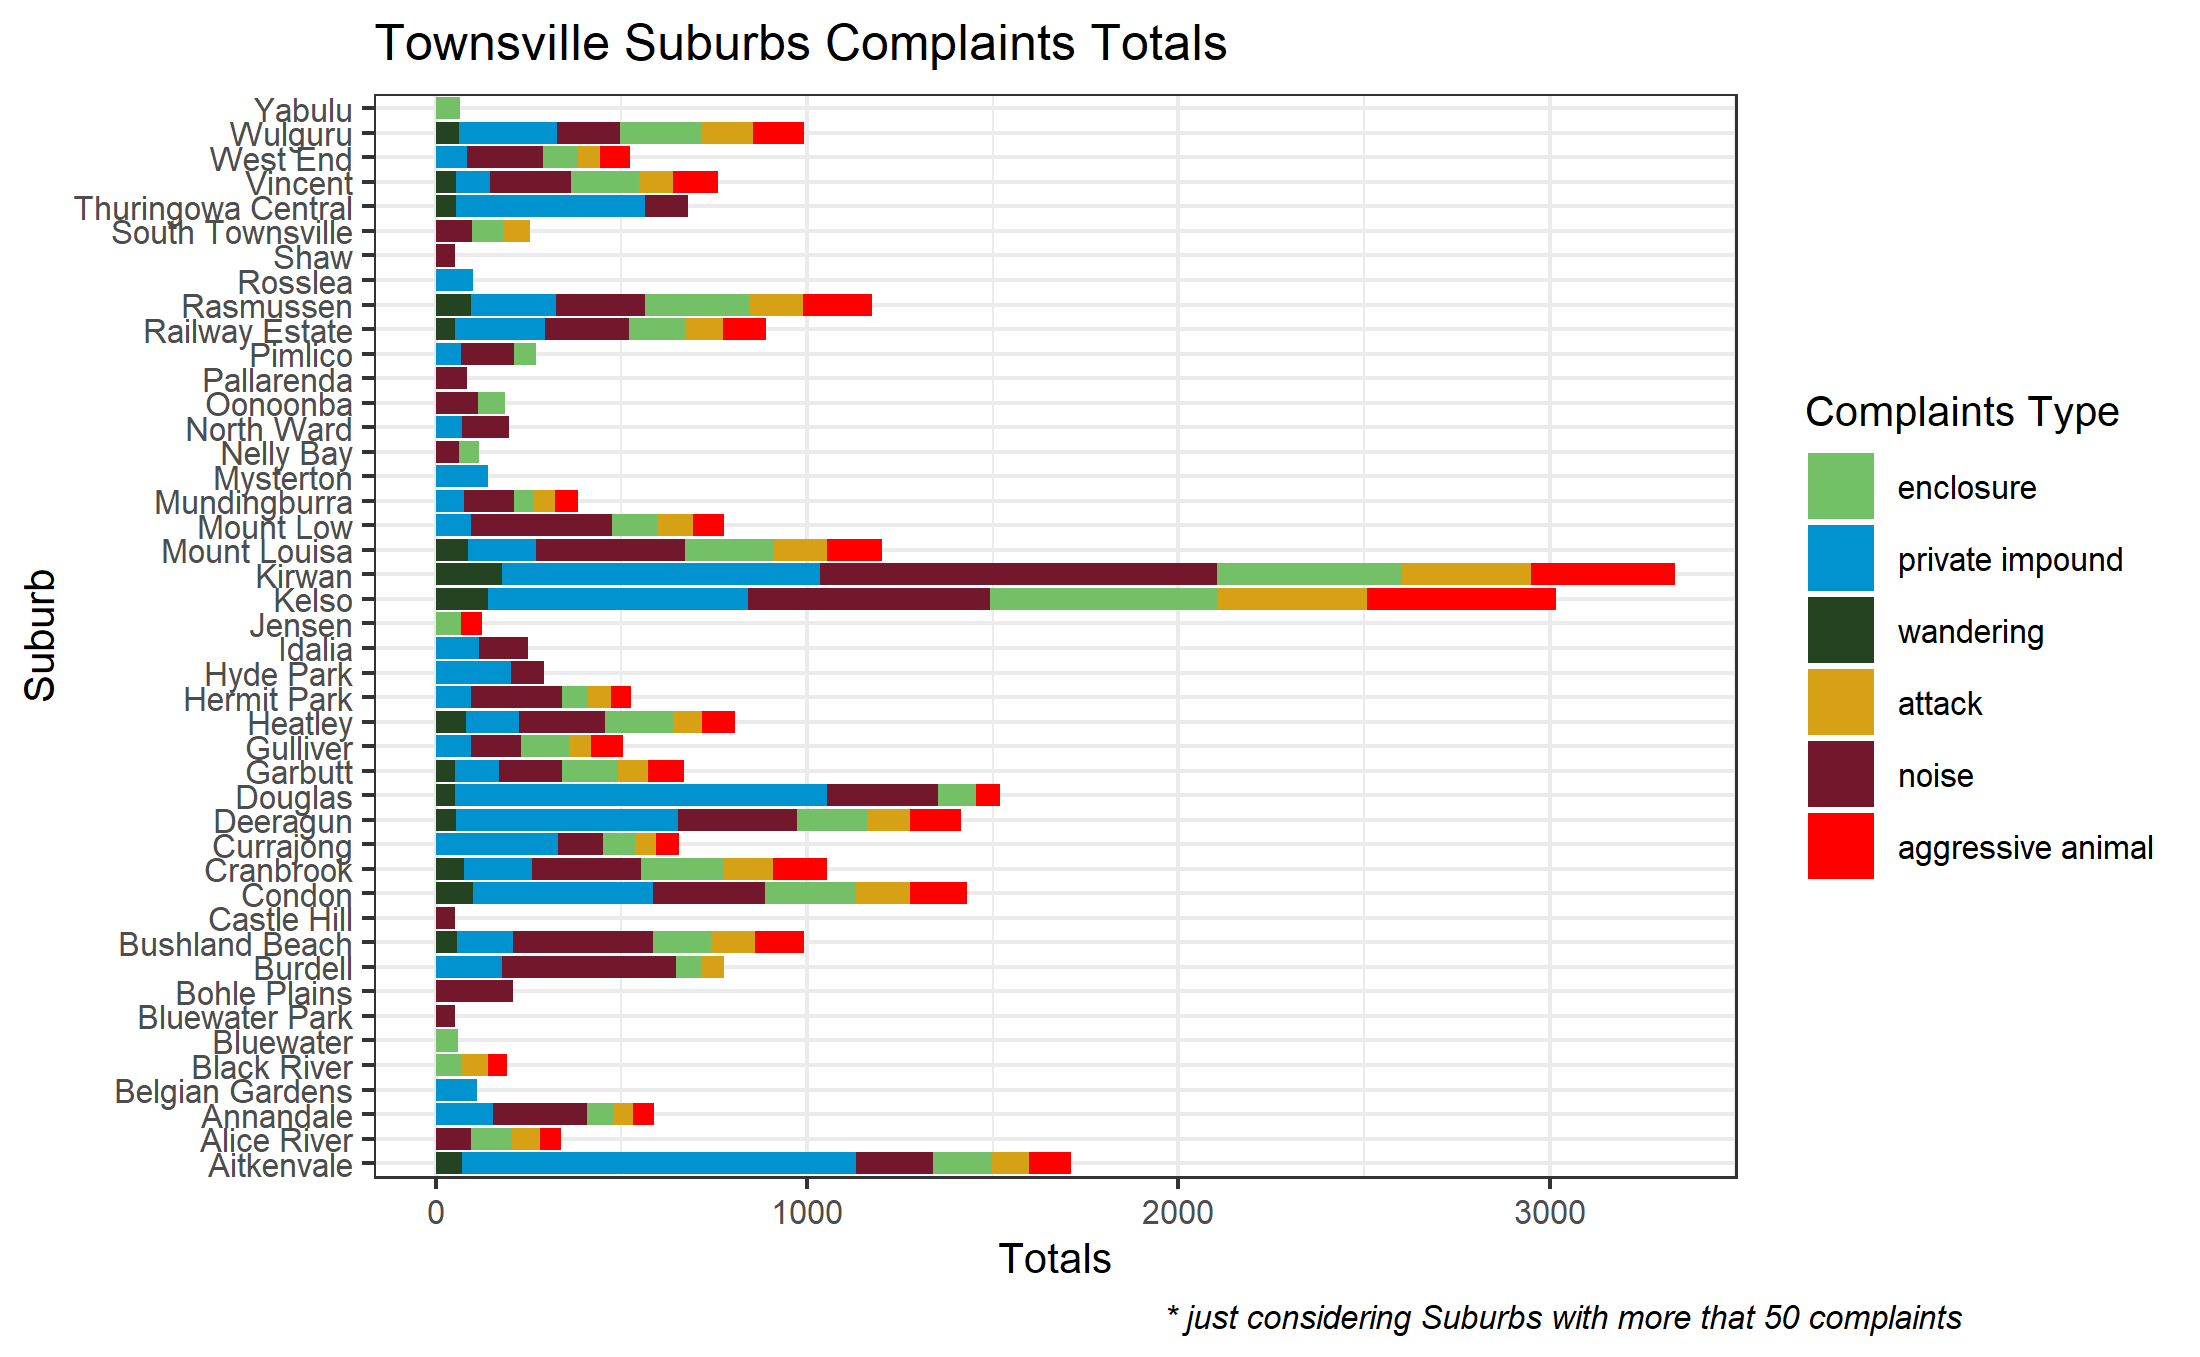 Townsville Suburbs Complaints Totals
Yabulu
Wulguru
West End
Vincent
Thuringowa Central
South Townsville
Shaw
Rosslea
Rasmussen
Railway Estate
Pimlico
Pallarenda
Oonoonba
North Ward
Nelly Bay
Mysterton
Mundingburra
Mount Low
Mount Louisa
Kirwan
Kelso
Jensen
Idalia
Hyde Park
Hermit Park
Heatley
Gulliver
Garbutt
Douglas
Deeragun
Currajong
Cranbrook
Condon
Castle Hill
Bushland Beach
Burdell
Bohle Plains
Bluewater Park
Bluewater
Black River
Belgian Gardens
Annandale
Alice River
Aitkenvale
Suburb
0 1000 2000 3000
Totals
Complaints Type
enclosure
private impound
wandering
attack
noise
aggressive animal
* just considering Suburbs with more that 50 complaints